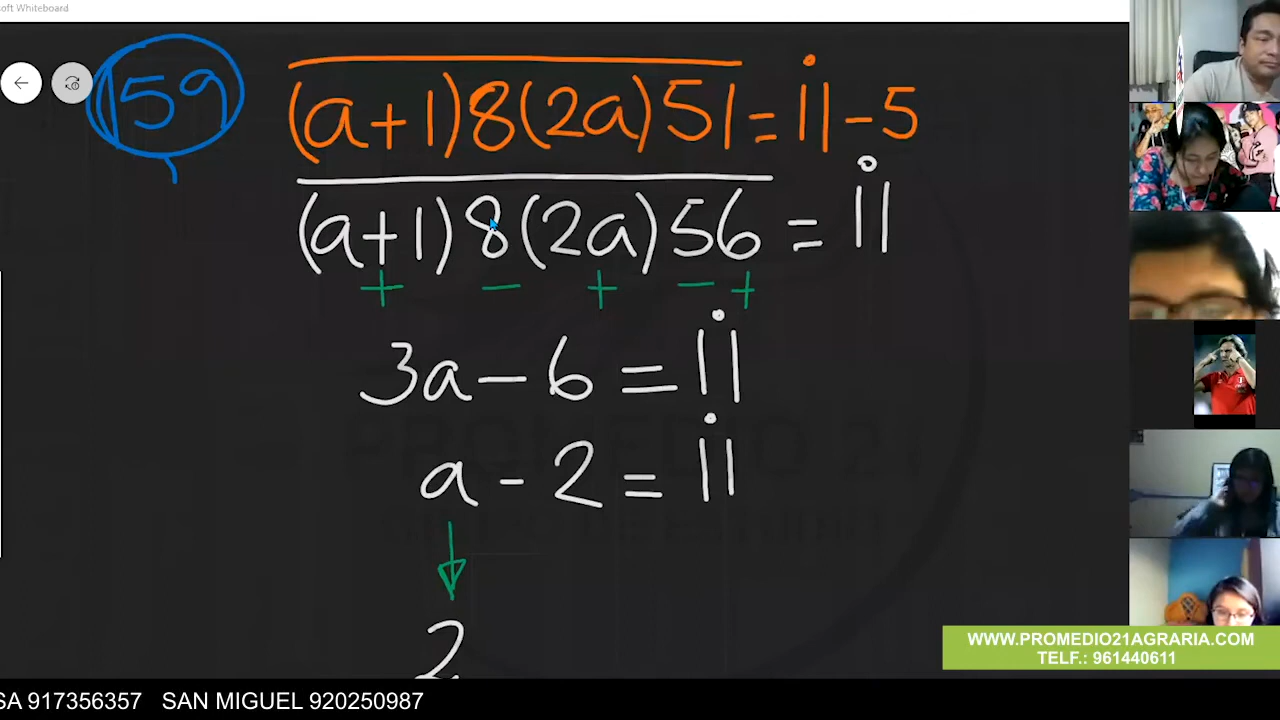 oft Whiteboard
159
(a+1)8(2a)51 = 11̇ - 5
(a+1)8(2a)56 = 11̇
+ - + - +
3a - 6 = 11̇
a - 2 = 11̇
2
WWW.PROMEDIO21AGRARIA.COM
TELF.: 961440611
SA 917356357 SAN MIGUEL 920250987